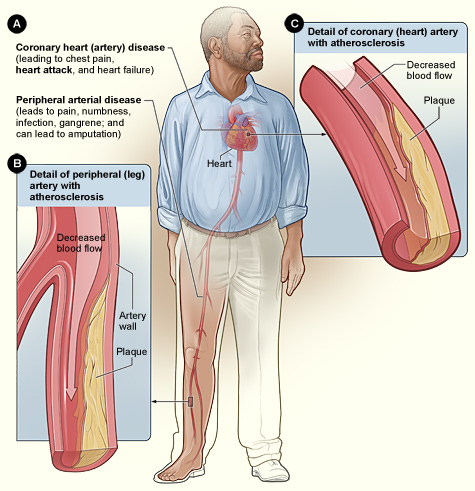 A
Coronary heart (artery) disease
(leading to chest pain,
heart attack, and heart failure)
Peripheral arterial disease
(leads to pain, numbness,
infection, gangrene; and
can lead to amputation)
Heart
B
Detail of peripheral (leg)
artery with
atherosclerosis
Decreased
blood flow
Artery
wall
Plaque
C
Detail of coronary (heart) artery
with atherosclerosis
Decreased
blood flow
Plaque